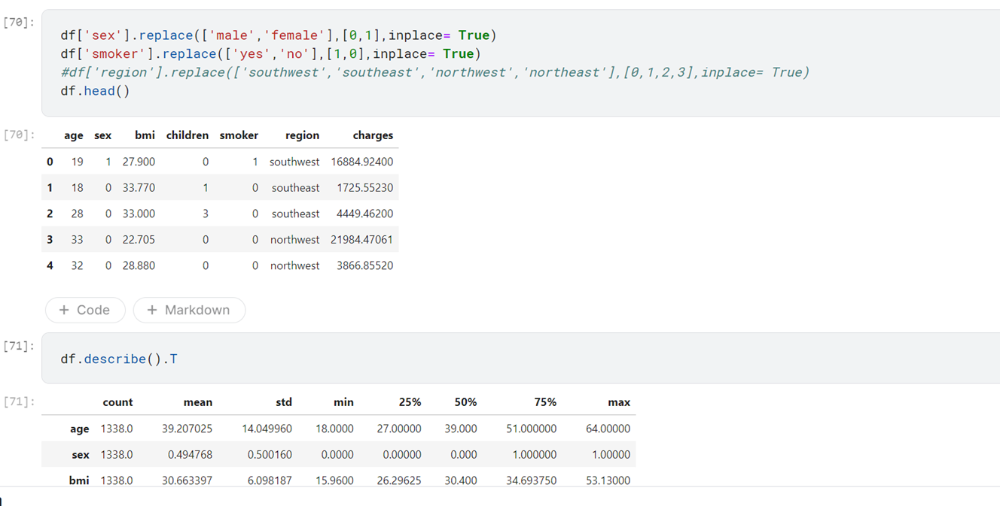 [70]:
df['sex'].replace(['male','female'],[0,1],inplace= True)
df['smoker'].replace(['yes','no'],[1,0],inplace= True)
#df['region'].replace(['southwest','southeast','northwest','northeast'],[0,1,2,3],inplace= True)
df.head()
[70]:
age sex bmi children smoker region charges
0 19 1 27.900 0 1 southwest 16884.92400
1 18 0 33.770 1 0 southeast 1725.55230
2 28 0 33.000 3 0 southeast 4449.46200
3 33 0 22.705 0 0 northwest 21984.47061
4 32 0 28.880 0 0 northwest 3866.85520
+ Code + Markdown
[71]:
df.describe().T
[71]:
count mean std min 25% 50% 75% max
age 1338.0 39.207025 14.049960 18.0000 27.00000 39.000 51.000000 64.00000
sex 1338.0 0.494768 0.500160 0.0000 0.00000 0.000 1.000000 1.00000
bmi 1338.0 30.663397 6.098187 15.9600 26.29625 30.400 34.693750 53.13000